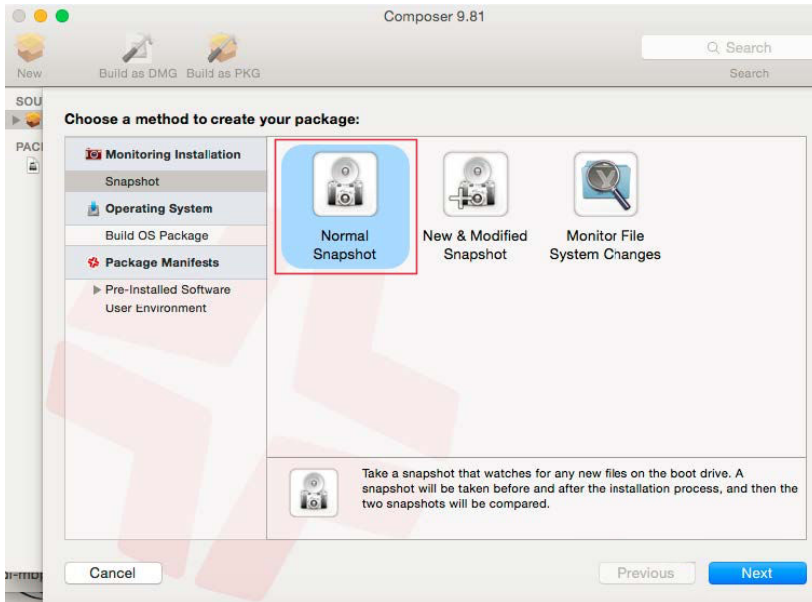 Composer 9.81
New
Build as DMG
Build as PKG
Search
Search
SOU
PACI
Choose a method to create your package:
Monitoring Installation
Snapshot
Operating System
Build OS Package
Package Manifests
Pre-Installed Software
User Environment
Normal
Snapshot
New & Modified
Snapshot
Monitor File
System Changes
Take a snapshot that watches for any new files on the boot drive. A
snapshot will be taken before and after the installation process, and then the
two snapshots will be compared.
Cancel
Previous
Next